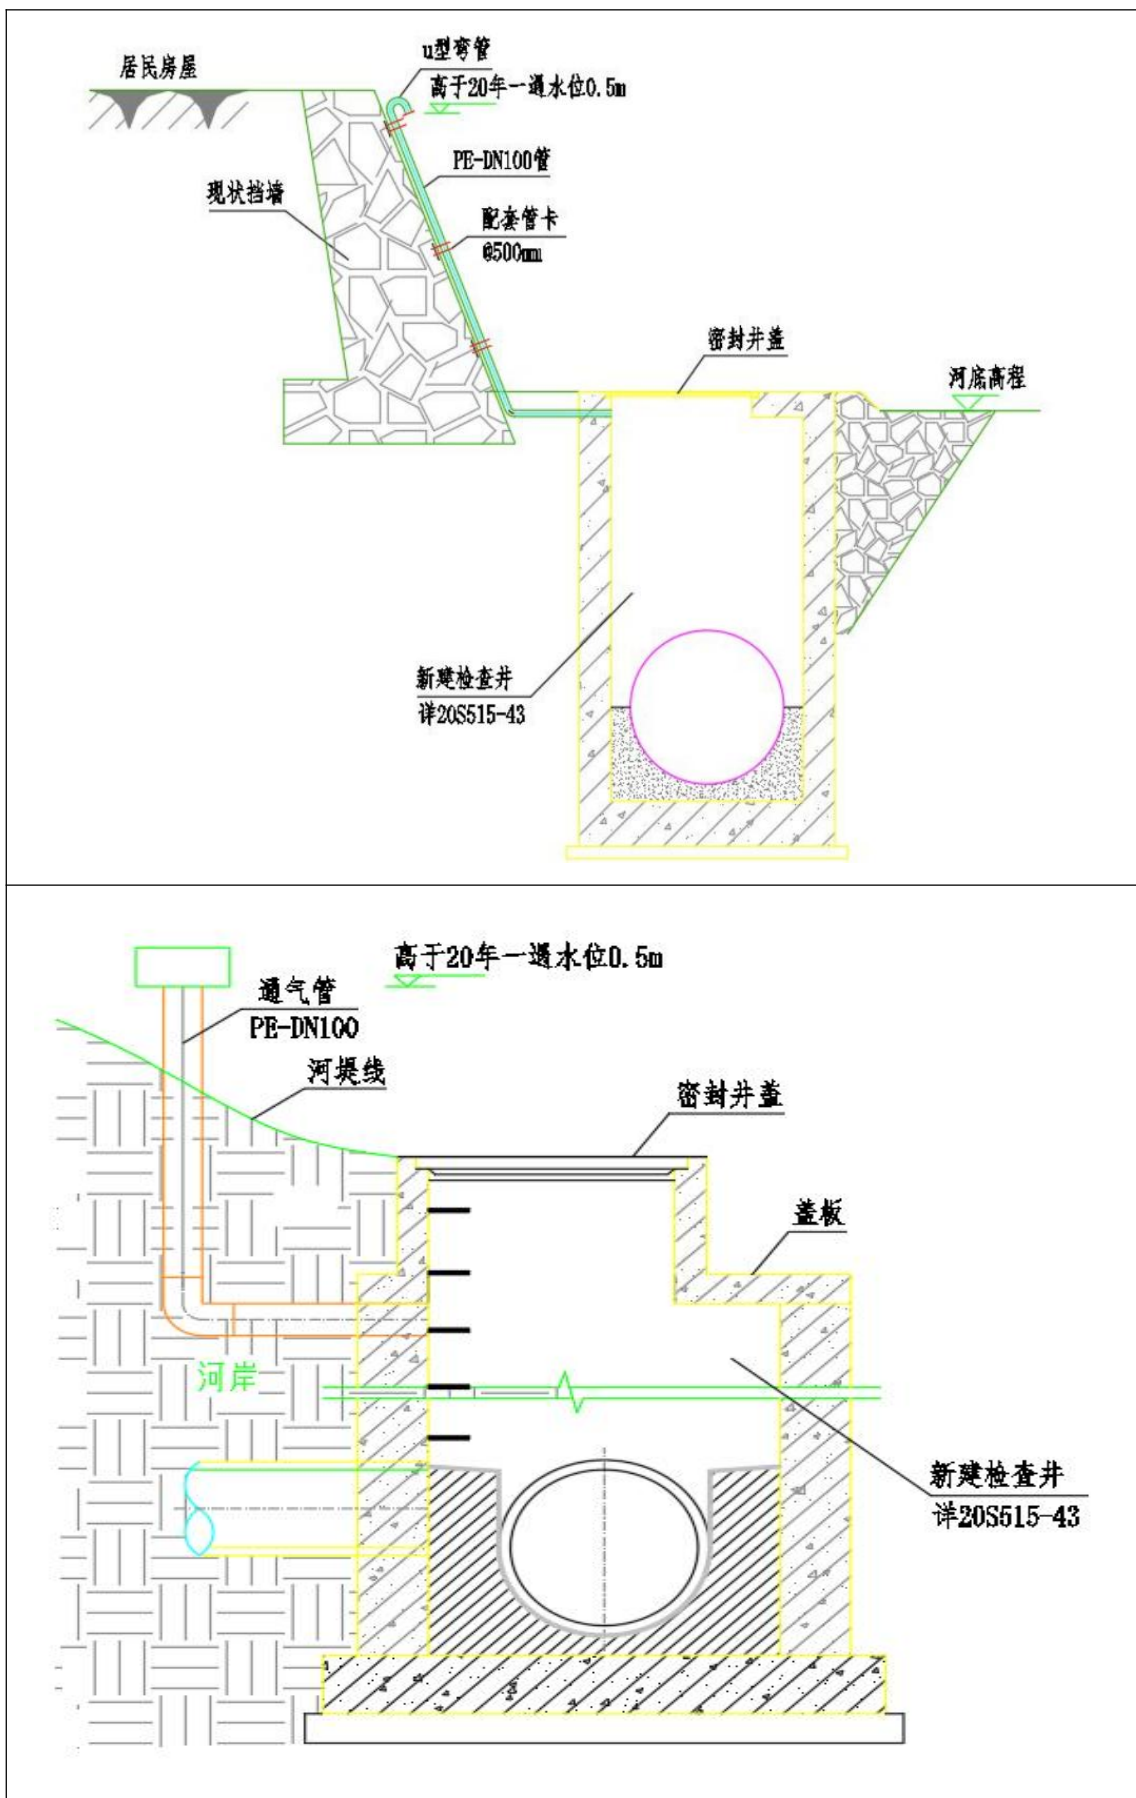 u型弯管
居民房屋
高于20年一遇水位0.5m
PE-DN100管
现状挡墙
配套管卡
@500mm
密封井盖
河底高程
新建检查井
详20S515-43
高于20年一遇水位0.5m
通气管
PE-DN100
河堤线
密封井盖
盖板
河岸
新建检查井
详20S515-43